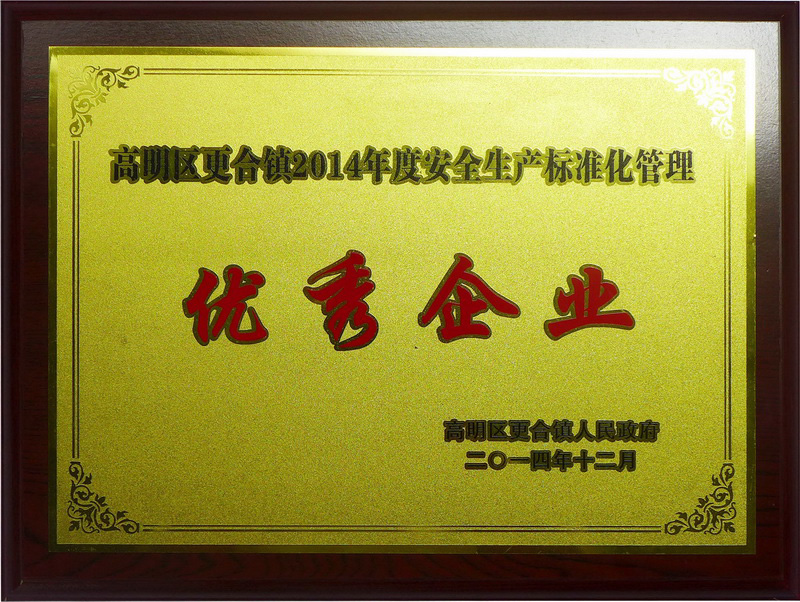 高明区更合镇2014年度安全生产标准化管理
优秀企业
高明区更合镇人民政府
二〇一四年十二月